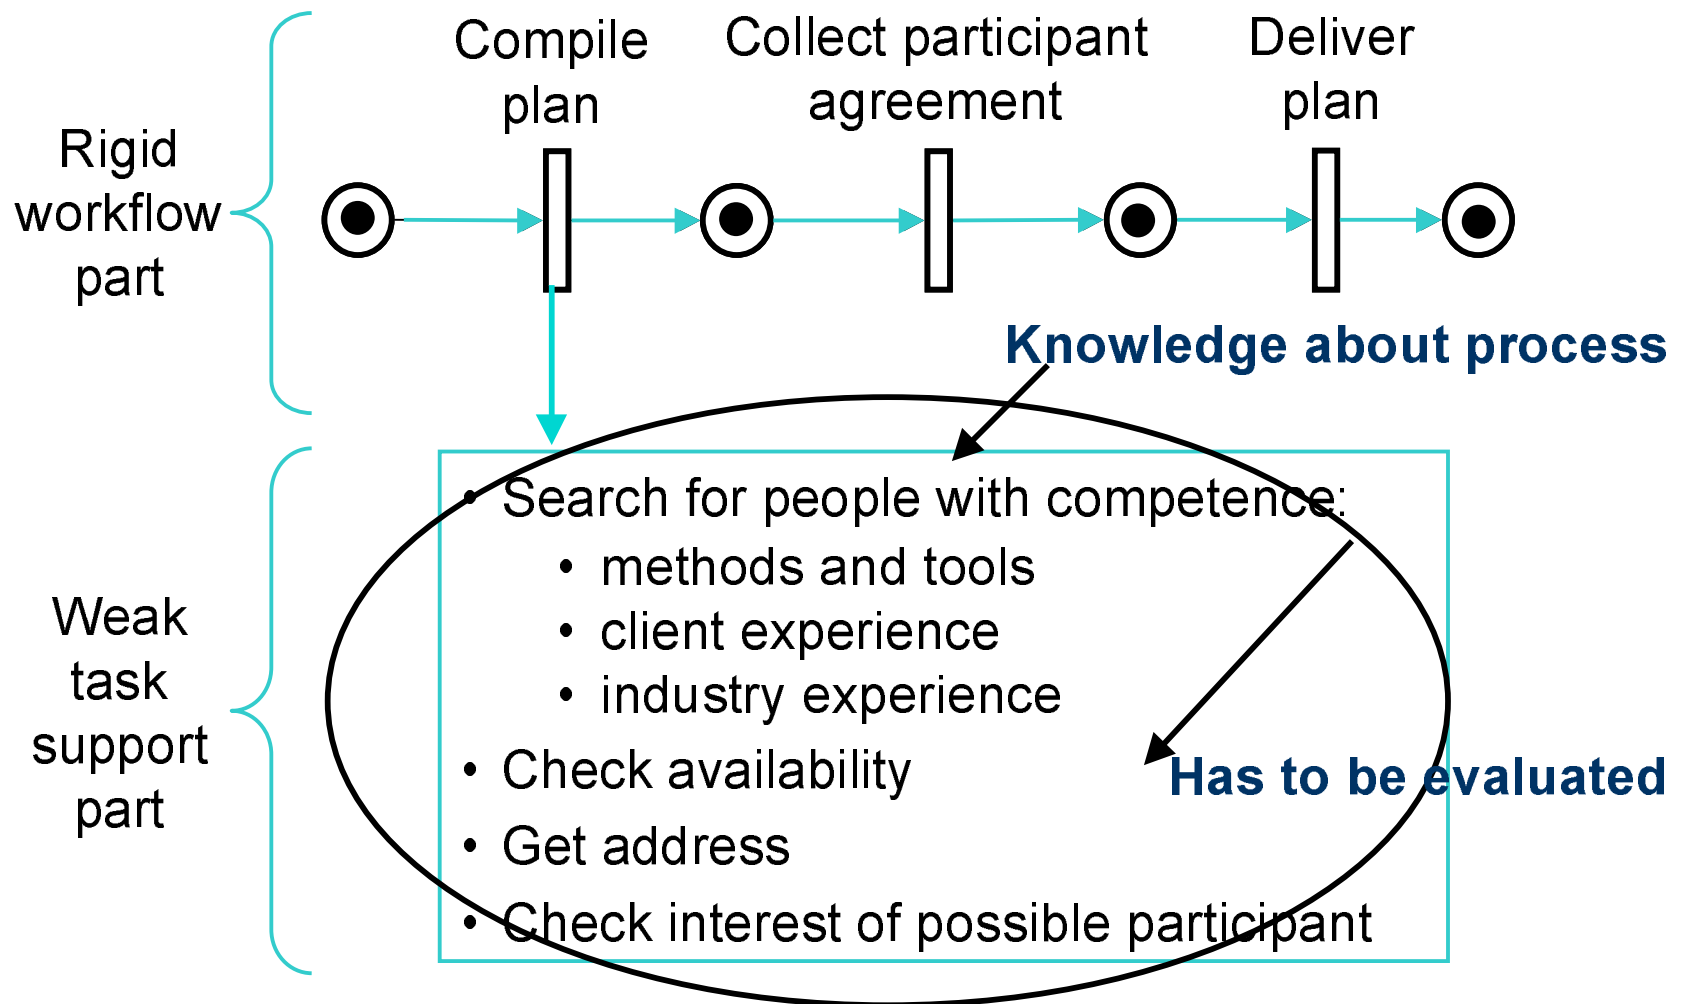 Compile
plan
Collect participant
agreement
Deliver
plan
Rigid
workflow
part
Knowledge about process
• Search for people with competence:
• methods and tools
• client experience
• industry experience
• Check availability
• Get address
• Check interest of possible participant
Has to be evaluated
Weak
task
support
part